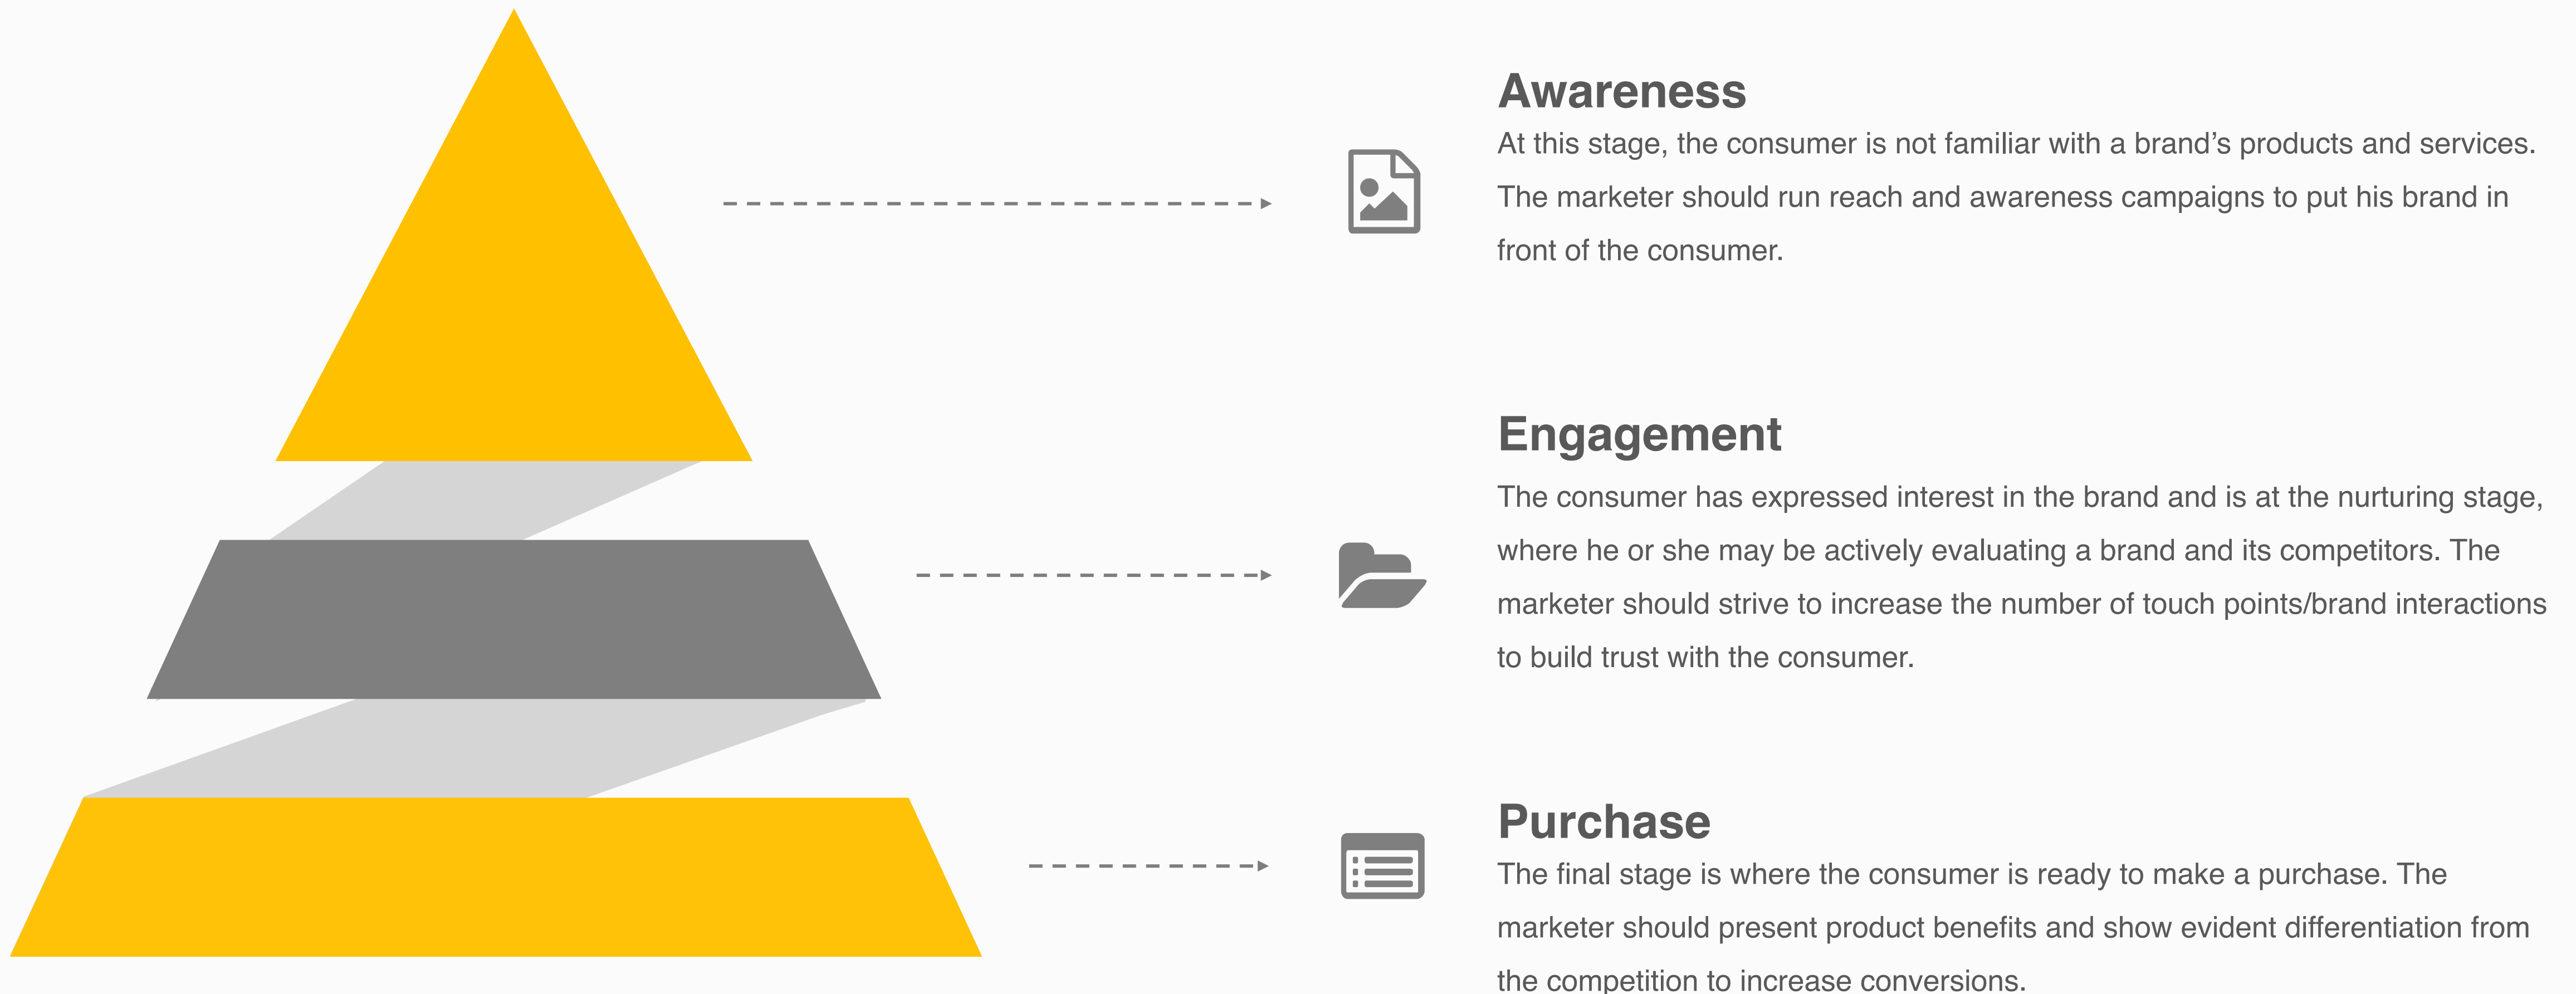 Awareness
At this stage, the consumer is not familiar with a brand’s products and services.
The marketer should run reach and awareness campaigns to put his brand in
front of the consumer.
Engagement
The consumer has expressed interest in the brand and is at the nurturing stage,
where he or she may be actively evaluating a brand and its competitors. The
marketer should strive to increase the number of touch points/brand interactions
to build trust with the consumer.
Purchase
The final stage is where the consumer is ready to make a purchase. The
marketer should present product benefits and show evident differentiation from
the competition to increase conversions.